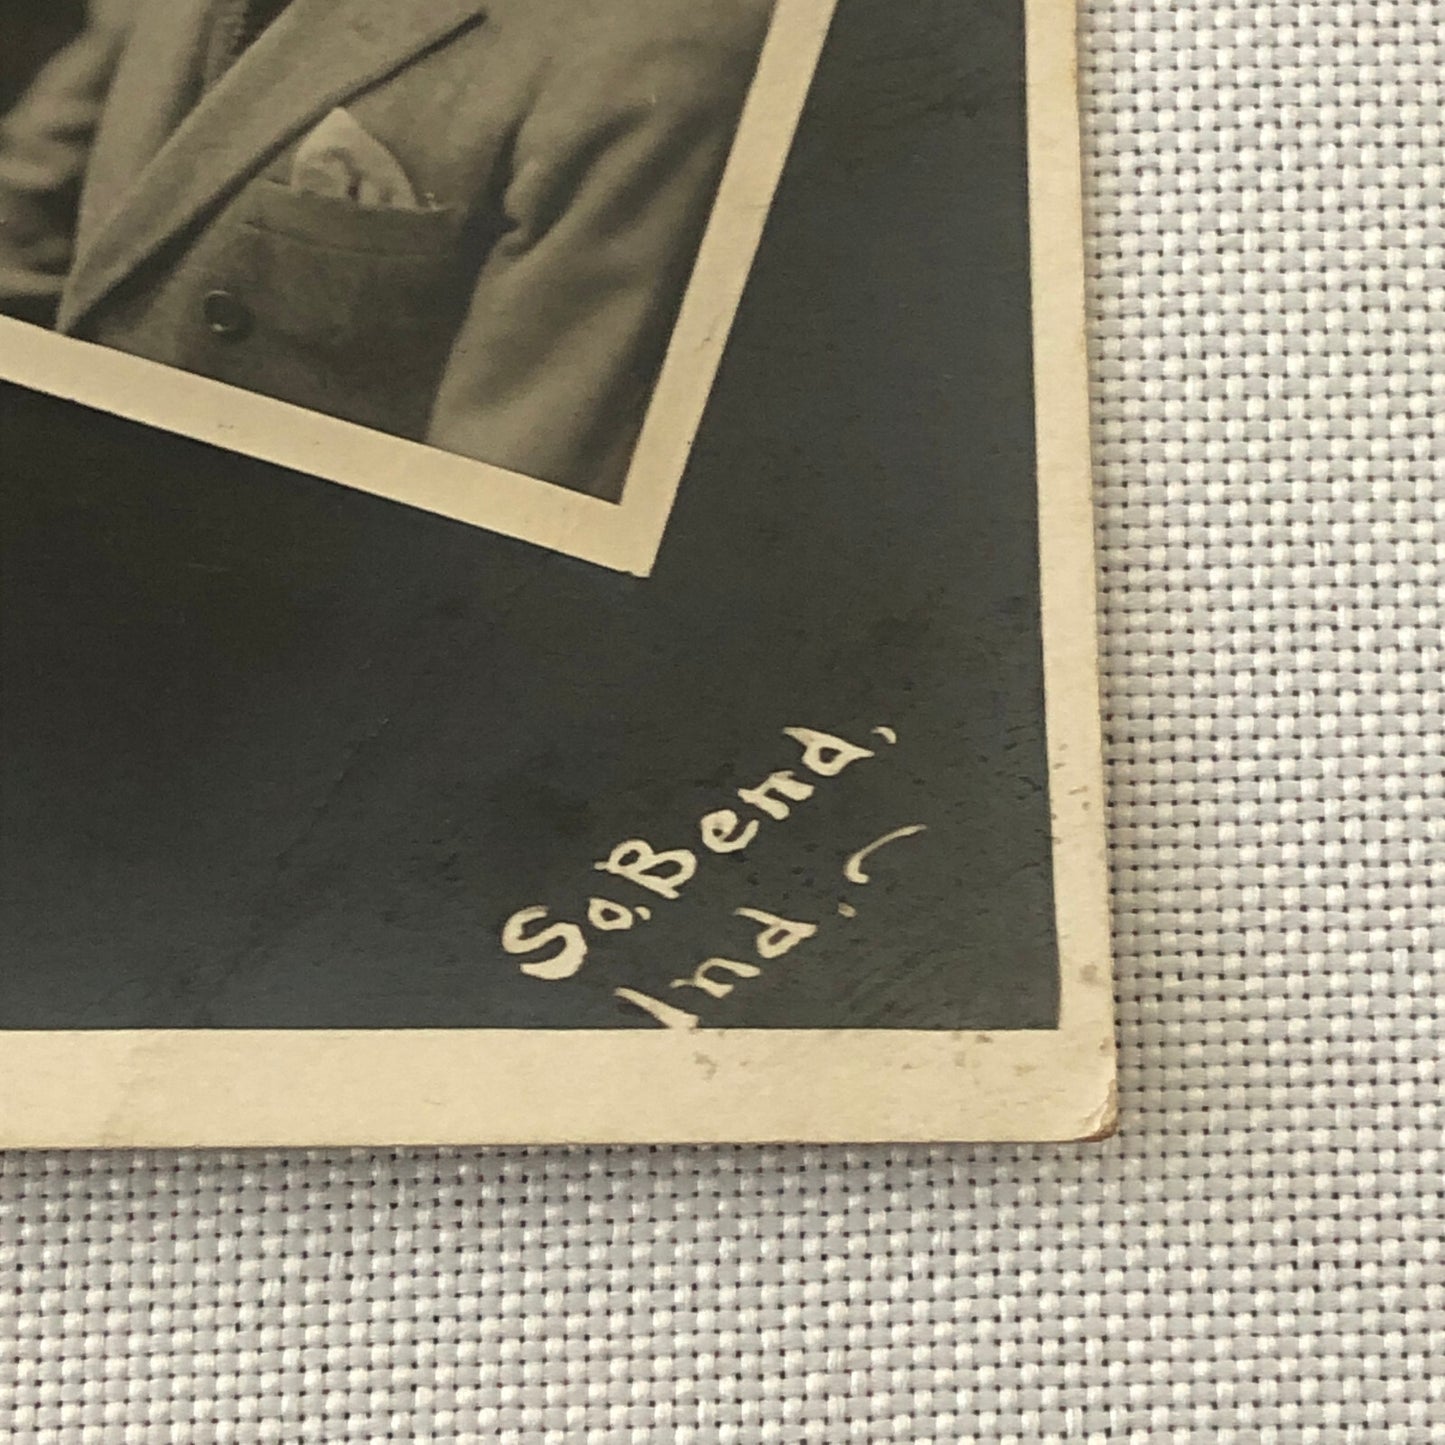 So. Bend,
Ind.